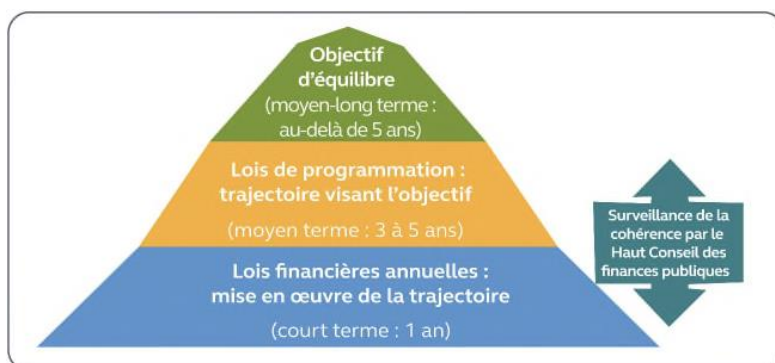 Objectif
d'équilibre
(moyen-long terme :
au-delà de 5 ans)
Lois de programmation :
trajectoire visant l'objectif
(moyen terme : 3 à 5 ans)
Lois financières annuelles :
mise en œuvre de la trajectoire
(court terme : 1 an)
Surveillance de la
cohérence par le
Haut Conseil des
finances publiques